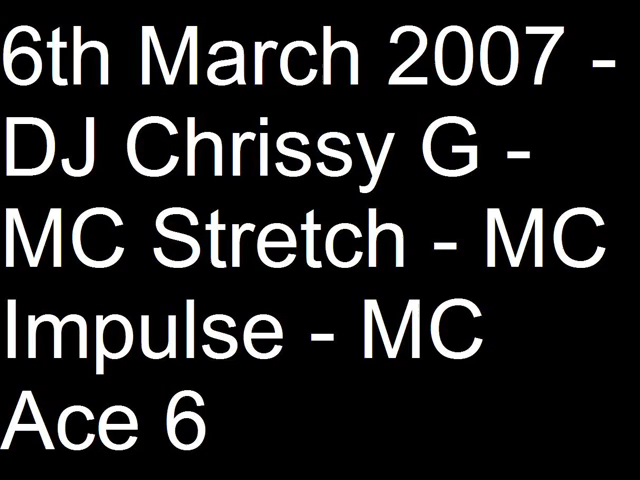 6th March 2007 -
DJ Chrissy G -
MC Stretch - MC
Impulse - MC
Ace 6